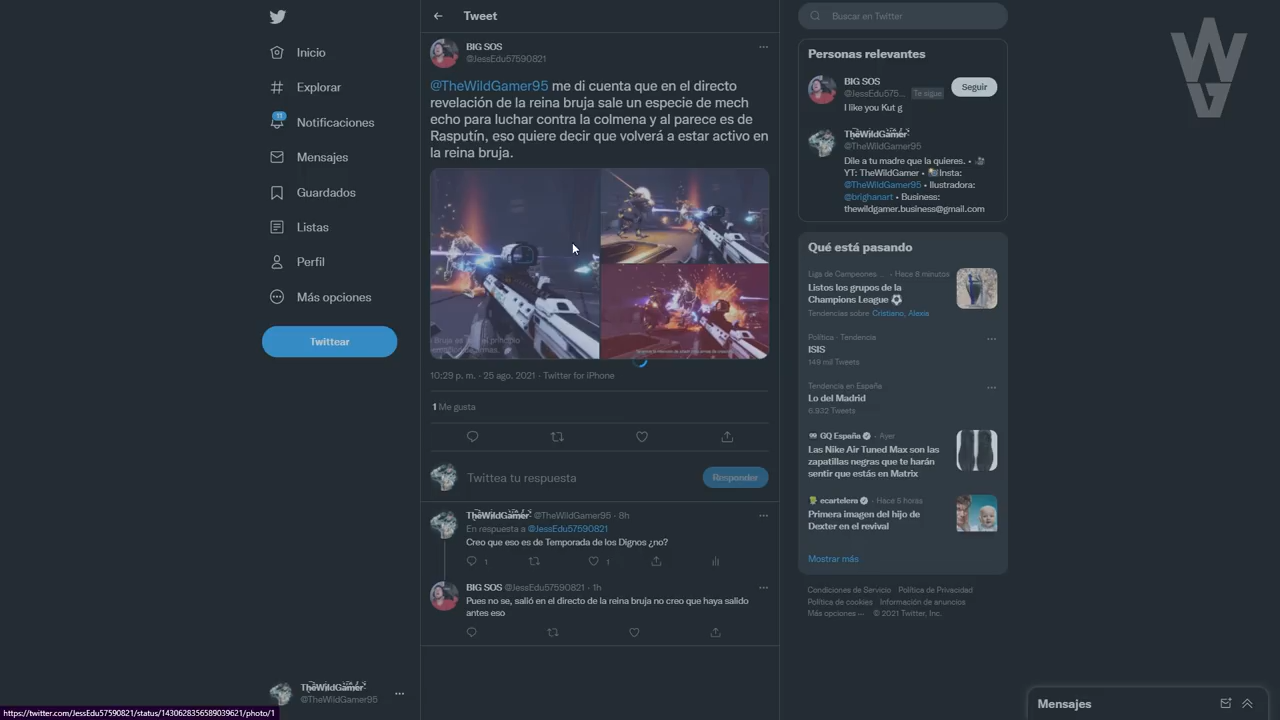 Tweet
Buscar en Twitter
BIG SOS
@JessEdu57590821
Inicio
Explorar
11
Notificaciones
Mensajes
Guardados
Listas
Perfil
Más opciones
Twittear
@TheWildGamer95 me di cuenta que en el directo
revelación de la reina bruja sale un especie de mech
echo para luchar contra la colmena y al parece es de
Rasputín, eso quiere decir que volverá a estar activo en
la reina bruja.
10:29 p. m. · 25 ago. 2021 · Twitter for iPhone
1 Me gusta
Twittea tu respuesta
Responder
TheWildGamer @TheWildGamer95 · 8h
En respuesta a @JessEdu57590821
Creo que eso es de Temporada de los Dignos ¿no?
1
1
BIG SOS @JessEdu57590821 · 1h
Pues no se, salió en el directo de la reina bruja no creo que haya salido
antes eso
Personas relevantes
BIG SOS
@JessEdu575... Te sigue
Seguir
I like you Kut g
TheWildGamer
@TheWildGamer95
Dile a tu madre que la quieres. •
YT: TheWildGamer • Insta:
@TheWildGamer95 • Ilustradora:
@brighanart • Business:
thewildgamer.business@gmail.com
Qué está pasando
Liga de Campeones ... · Hace 8 minutos
Listos los grupos de la
Champions League ⚽
Tendencias sobre Cristiano, Alexia
Política · Tendencia
ISIS
149 mil Tweets
Tendencia en España
Lo del Madrid
6.932 Tweets
GQ España · Ayer
Las Nike Air Tuned Max son las
zapatillas negras que te harán
sentir que estás en Matrix
ecartelera · Hace 5 horas
Primera imagen del hijo de
Dexter en el revival
Mostrar más
Condiciones de Servicio Política de Privacidad
Política de cookies Información de anuncios
Más opciones ··· © 2021 Twitter, Inc.
TheWildGamer
@TheWildGamer95
Mensajes
https://twitter.com/JessEdu57590821/status/1430628356589039621/photo/1
WG